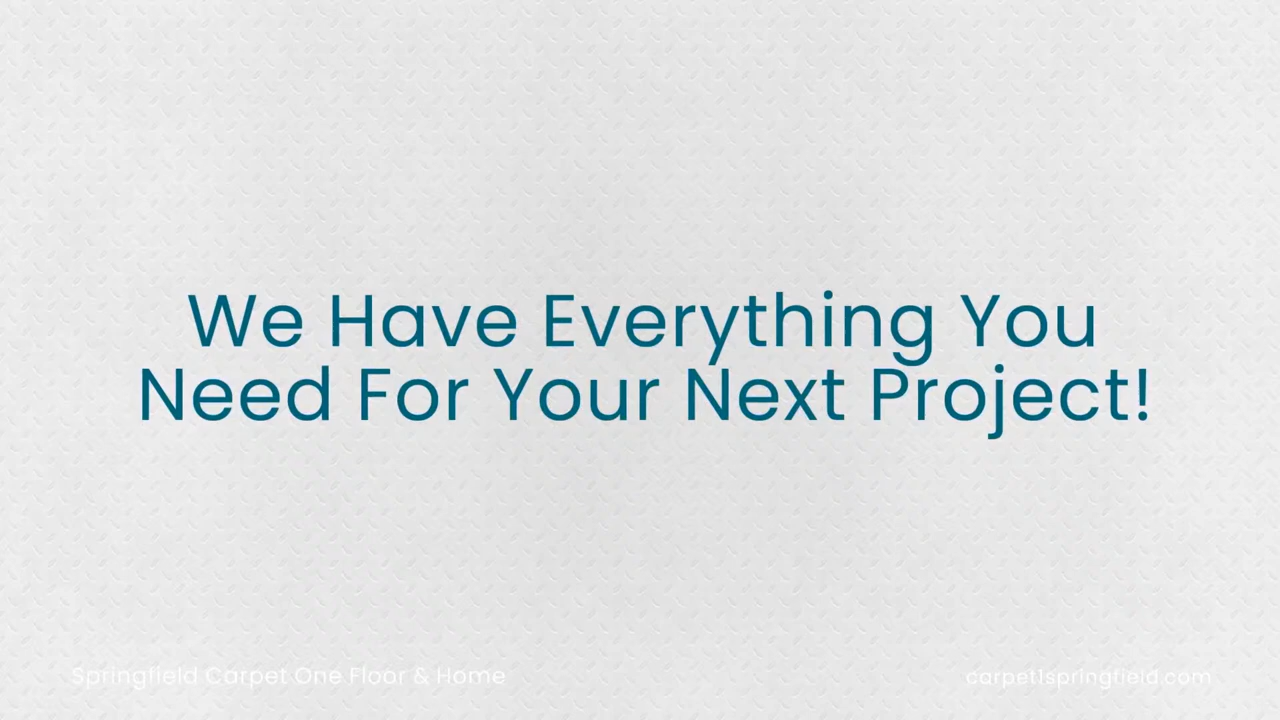 We Have Everything You
Need For Your Next Project!
Springfield Carpet One Floor & Home
carpet1springfield.com